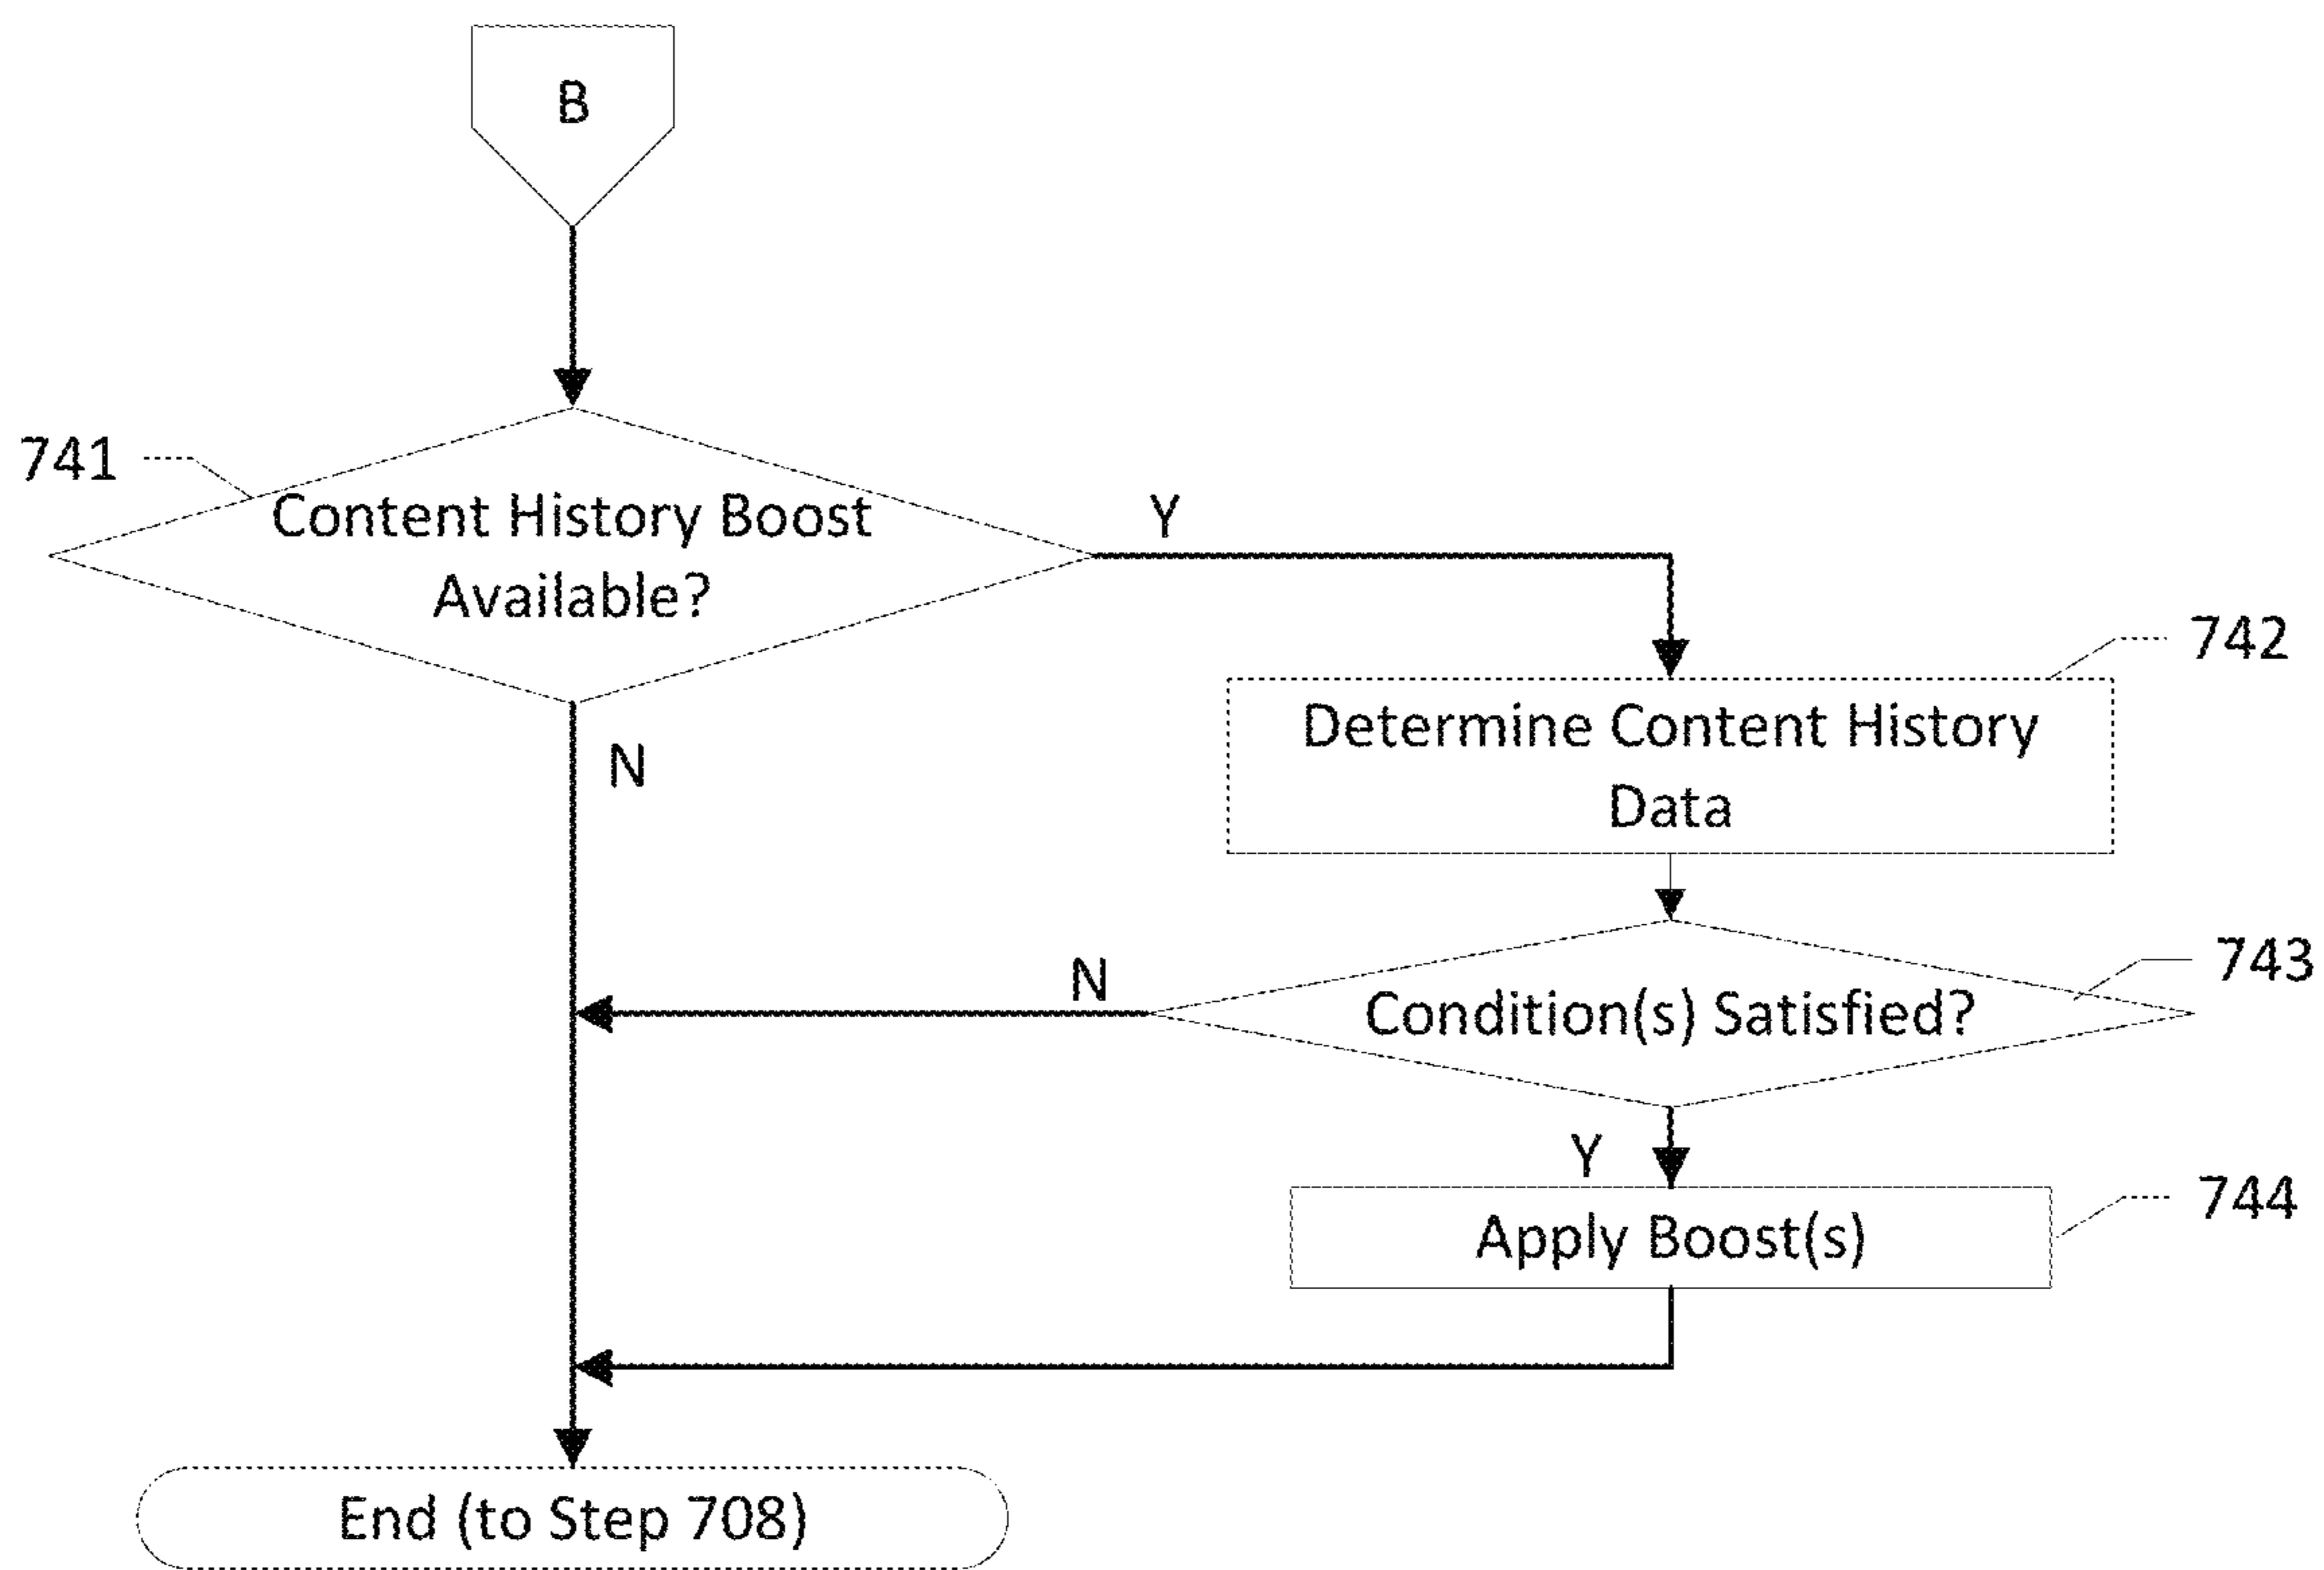 B
741
Content History Boost
Available?
Y
742
Determine Content History
Data
N
743
N
Condition(s) Satisfied?
Y
744
Apply Boost(s)
End (to Step 708)